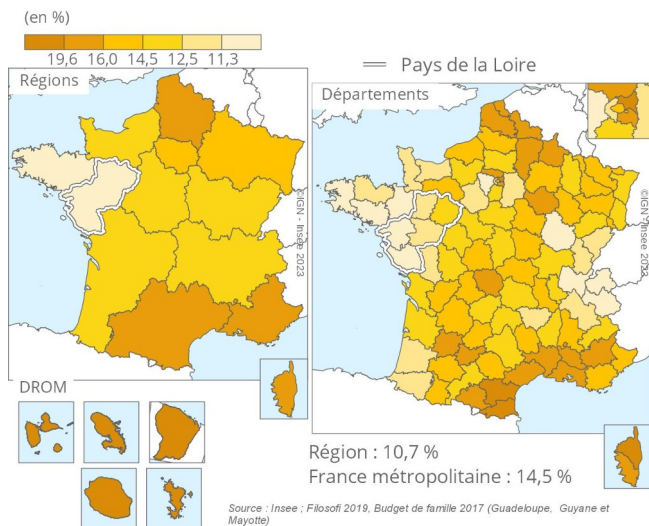 (en %)
19,6 16,0 14,5 12,5 11,3
Pays de la Loire
Régions
Départements
©IGN - Insee 2023
©IGN - Insee 2023
DROM
Région : 10,7 %
France métropolitaine : 14,5 %
Source : Insee ; Filosofi 2019, Budget de famille 2017 (Guadeloupe, Guyane et
Mayotte)